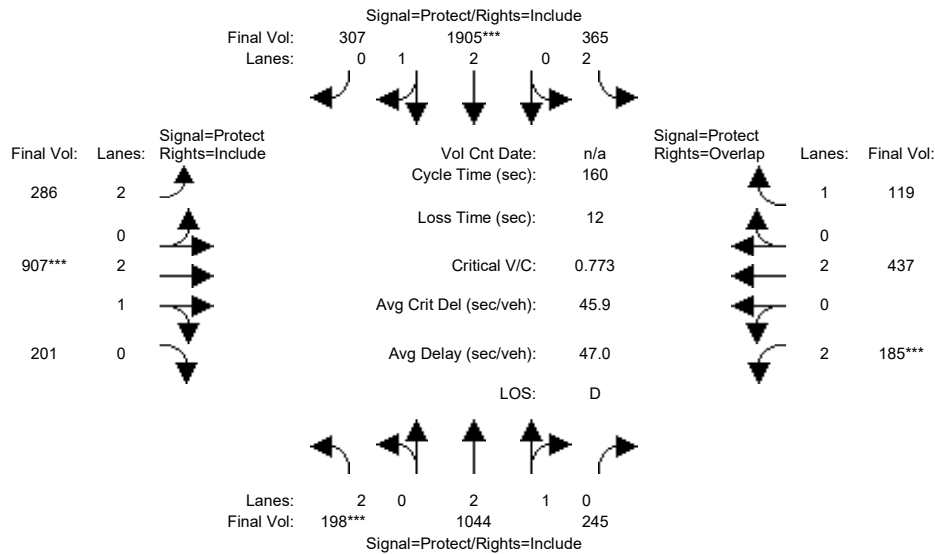 Signal=Protect/Rights=Include
Final Vol: 307 1905*** 365
Lanes: 0 1 2 0 2
Signal=Protect
Final Vol: Lanes: Rights=Include
Vol Cnt Date: n/a
Cycle Time (sec): 160
Signal=Protect
Rights=Overlap Lanes: Final Vol:
286 2
1 119
Loss Time (sec): 12
0
0
907*** 2
Critical V/C: 0.773
2 437
1
Avg Crit Del (sec/veh): 45.9
0
201 0
Avg Delay (sec/veh): 47.0
2 185***
LOS: D
Lanes: 2 0 2 1 0
Final Vol: 198*** 1044 245
Signal=Protect/Rights=Include